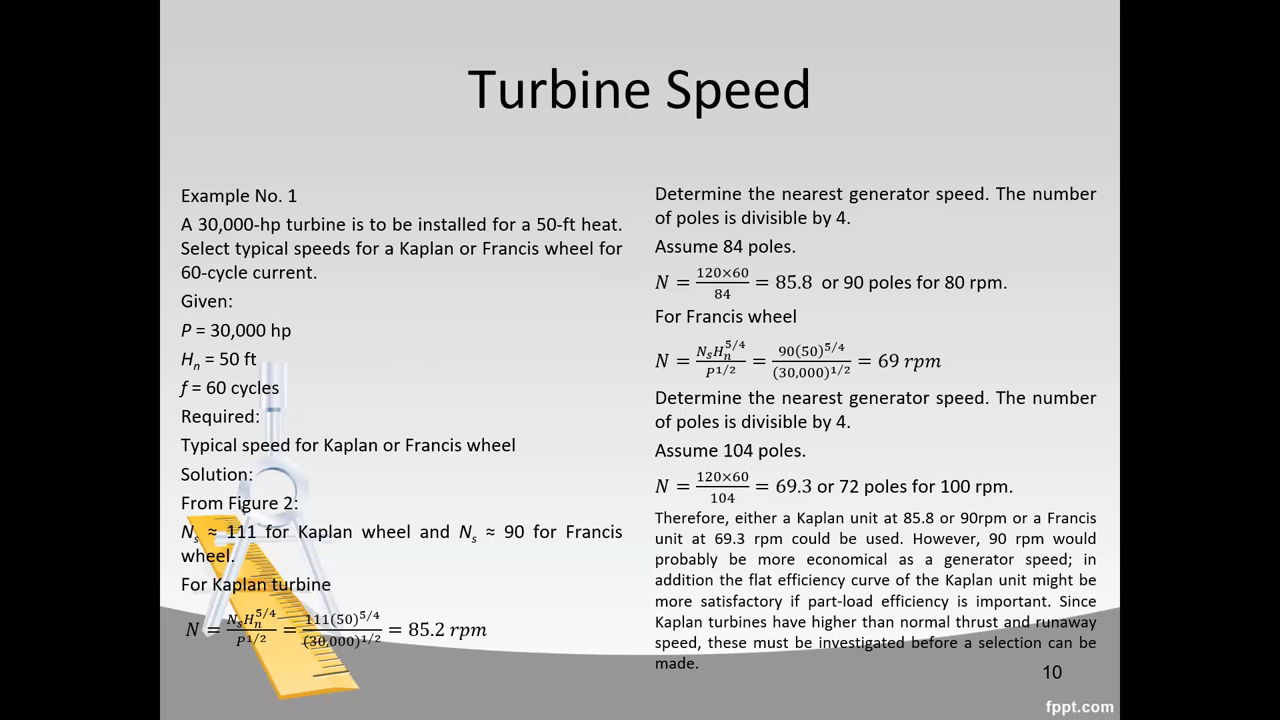 Turbine Speed
Example No. 1
A 30,000-hp turbine is to be installed for a 50-ft heat.
Select typical speeds for a Kaplan or Francis wheel for
60-cycle current.
Given:
P = 30,000 hp
Hₙ = 50 ft
f = 60 cycles
Required:
Typical speed for Kaplan or Francis wheel
Solution:
From Figure 2:
Nₛ ≈ 111 for Kaplan wheel and Nₛ ≈ 90 for Francis
wheel.
For Kaplan turbine
N = NₛHₙ^5/4 / P^1/2 = 111(50)^5/4 / (30,000)^1/2 = 85.2 rpm
Determine the nearest generator speed. The number
of poles is divisible by 4.
Assume 84 poles.
N = 120×60 / 84 = 85.8 or 90 poles for 80 rpm.
For Francis wheel
N = NₛHₙ^5/4 / P^1/2 = 90(50)^5/4 / (30,000)^1/2 = 69 rpm
Determine the nearest generator speed. The number
of poles is divisible by 4.
Assume 104 poles.
N = 120×60 / 104 = 69.3 or 72 poles for 100 rpm.
Therefore, either a Kaplan unit at 85.8 or 90rpm or a Francis
unit at 69.3 rpm could be used. However, 90 rpm would
probably be more economical as a generator speed; in
addition the flat efficiency curve of the Kaplan unit might be
more satisfactory if part-load efficiency is important. Since
Kaplan turbines have higher than normal thrust and runaway
speed, these must be investigated before a selection can be
made.
10
fppt.com